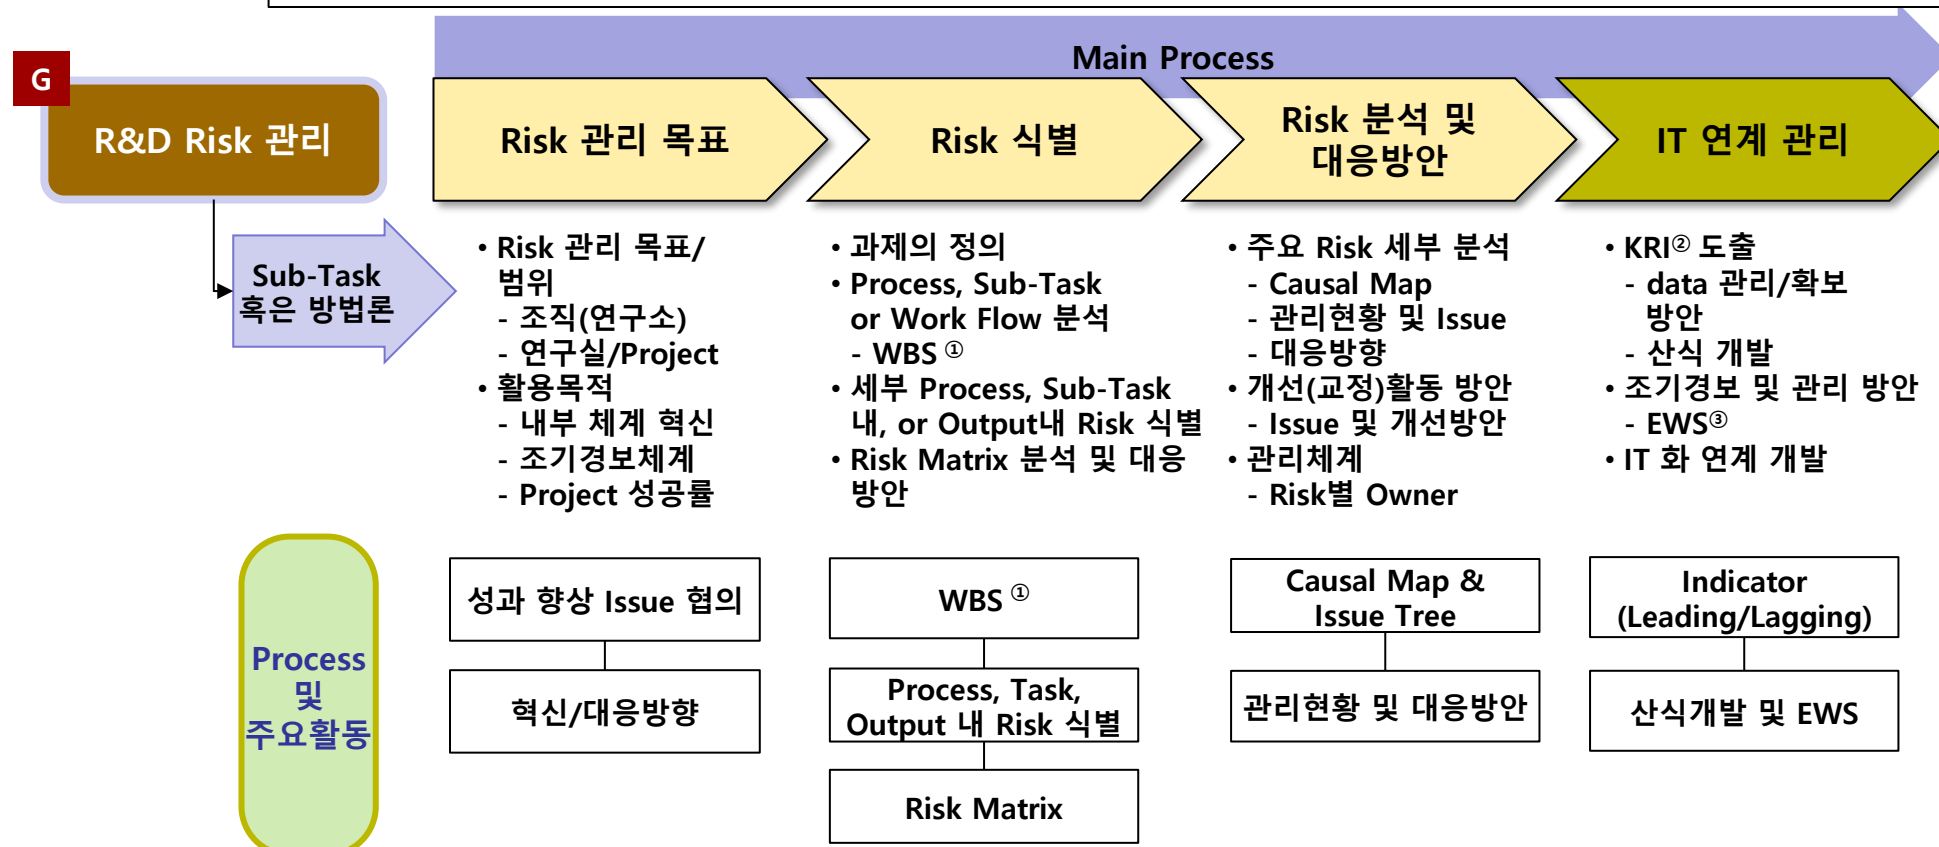 Main Process
G
R&D Risk 관리
Risk 관리 목표
Risk 식별
Risk 분석 및
대응방안
IT 연계 관리
Sub-Task
혹은 방법론
• Risk 관리 목표/
범위
- 조직(연구소)
- 연구실/Project
• 활용목적
- 내부 체계 혁신
- 조기경보체계
- Project 성공률
• 과제의 정의
• Process, Sub-Task
or Work Flow 분석
- WBS ①
• 세부 Process, Sub-Task
내, or Output내 Risk 식별
• Risk Matrix 분석 및 대응
방안
• 주요 Risk 세부 분석
- Causal Map
- 관리현황 및 Issue
- 대응방향
• 개선(교정)활동 방안
- Issue 및 개선방안
• 관리체계
- Risk별 Owner
• KRI② 도출
- data 관리/확보
방안
- 산식 개발
• 조기경보 및 관리 방안
- EWS③
• IT 화 연계 개발
Process
및
주요활동
성과 향상 Issue 협의
혁신/대응방향
WBS ①
Process, Task,
Output 내 Risk 식별
Risk Matrix
Causal Map &
Issue Tree
관리현황 및 대응방안
Indicator
(Leading/Lagging)
산식개발 및 EWS